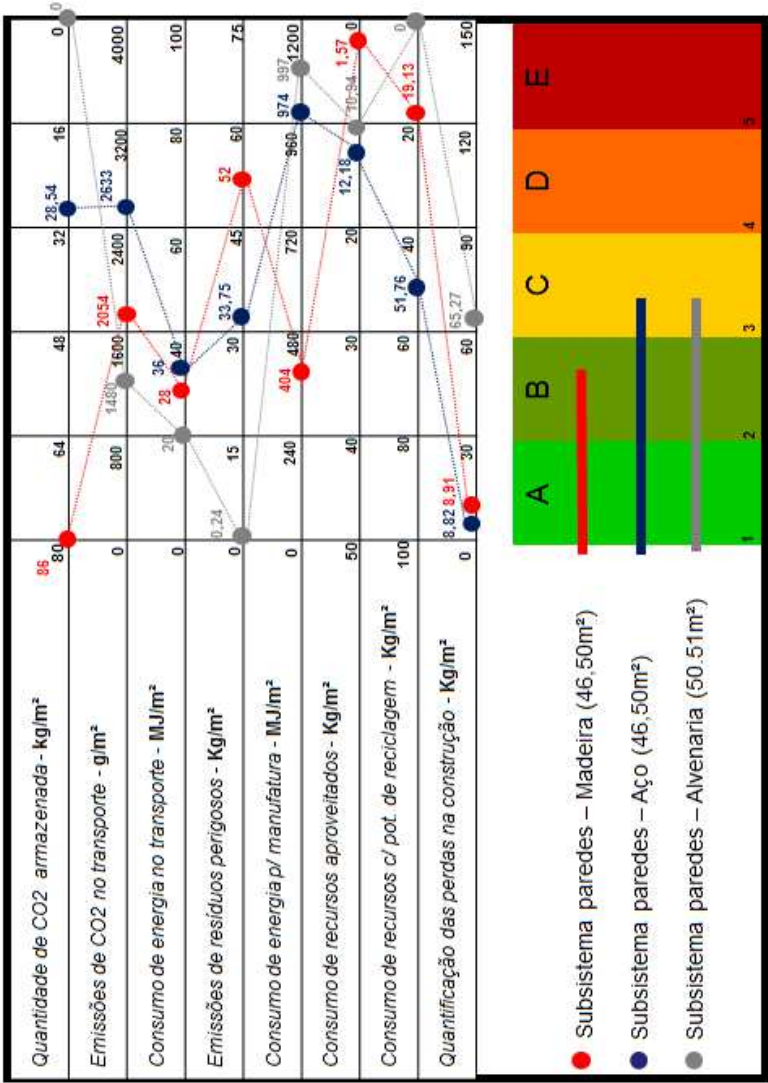 Quantidade de CO2 armazenada - kg/m²
80 64 48 32 16 0
86 28,54 0
Emissões de CO2 no transporte - g/m²
0 800 1600 2400 3200 4000
1480 2054 2633
Consumo de energia no transporte - MJ/m²
0 20 40 60 80 100
28 36
Emissões de resíduos perigosos - Kg/m²
0 15 30 45 60 75
0,24 33,75 52
Consumo de energia p/ manufatura - MJ/m²
0 240 480 720 960 1200
404 974 997
Consumo de recursos aproveitados - Kg/m²
50 40 30 20 0
12,18 10,94 1,57
Consumo de recursos c/ pot. de reciclagem - Kg/m²
100 80 60 40 20 0
51,76 19,13
Quantificação das perdas na construção - Kg/m²
0 30 60 90 120 150
8,82 8,91 65,27
A B C D E
1 2 3 4 5
Subsistema paredes – Madeira (46,50m²)
Subsistema paredes – Aço (46,50m²)
Subsistema paredes – Alvenaria (50.51m²)